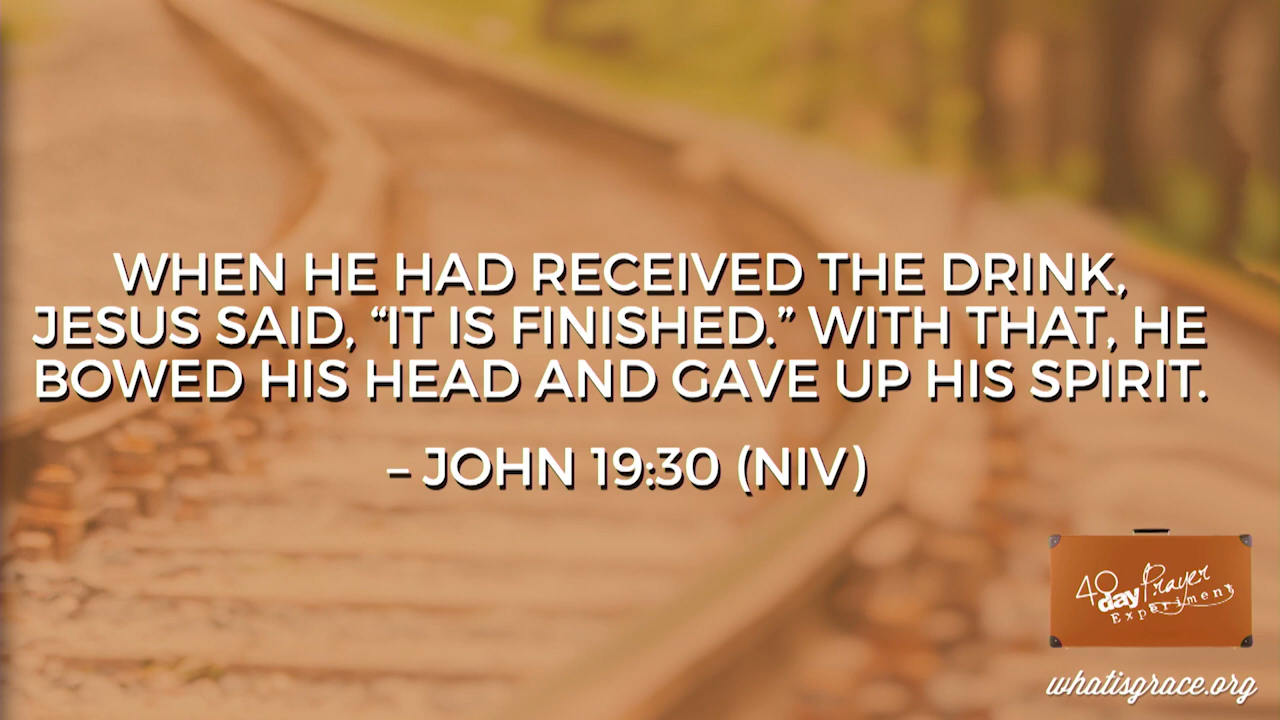 WHEN HE HAD RECEIVED THE DRINK,
JESUS SAID, “IT IS FINISHED.” WITH THAT, HE
BOWED HIS HEAD AND GAVE UP HIS SPIRIT.
– JOHN 19:30 (NIV)
40 day Prayer
Experiment
whatisgrace.org